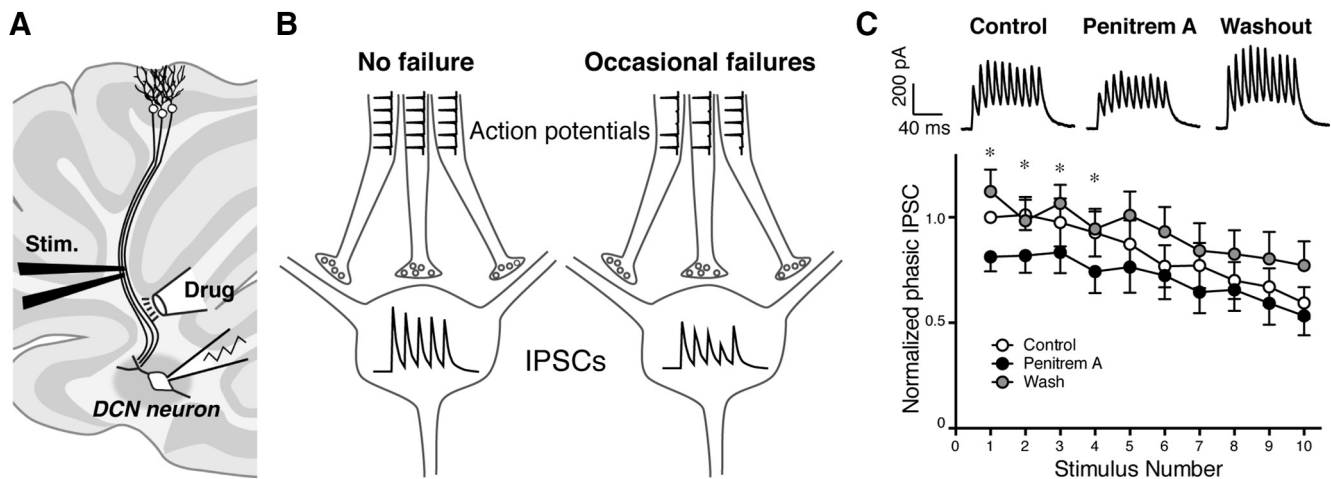 A
Stim.
Drug
DCN neuron
B
No failure
Occasional failures
Action potentials
IPSCs
C
Control
Penitrem A
Washout
200 pA
40 ms
* * * *
Normalized phasic IPSC
1.0
0.5
0
Control
Penitrem A
Wash
0 1 2 3 4 5 6 7 8 9 10
Stimulus Number